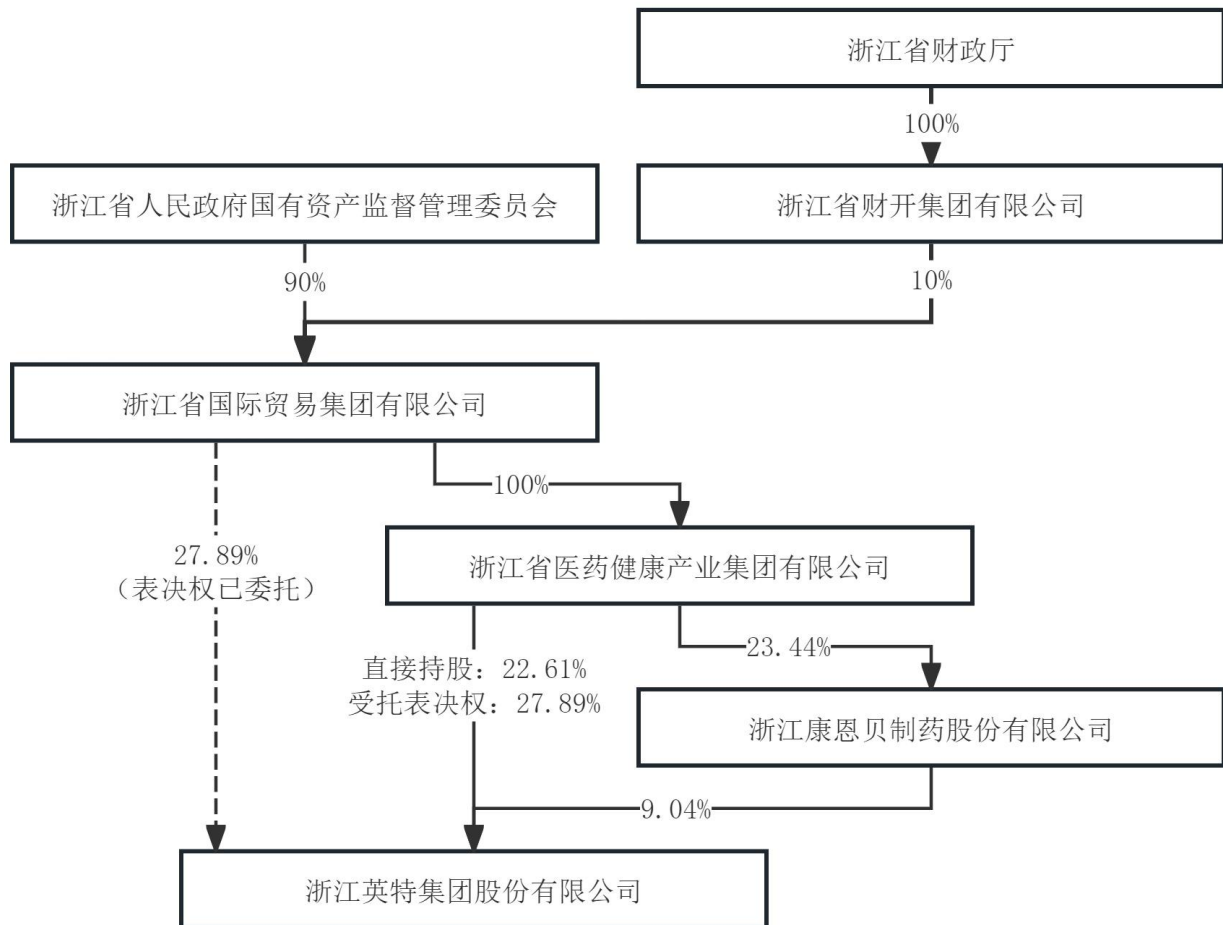 浙江省财政厅
100%
浙江省人民政府国有资产监督管理委员会
浙江省财开集团有限公司
90%
10%
浙江省国际贸易集团有限公司
100%
27.89%
（表决权已委托）
浙江省医药健康产业集团有限公司
直接持股：22.61%
受托表决权：27.89%
23.44%
浙江康恩贝制药股份有限公司
9.04%
浙江英特集团股份有限公司